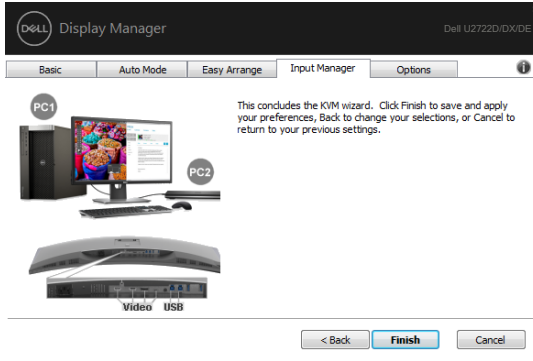 DELL Display Manager
Dell U2722D/DX/DE
Basic Auto Mode Easy Arrange Input Manager Options
PC1
This concludes the KVM wizard. Click Finish to save and apply
your preferences, Back to change your selections, or Cancel to
return to your previous settings.
PC2
Video USB
< Back Finish Cancel